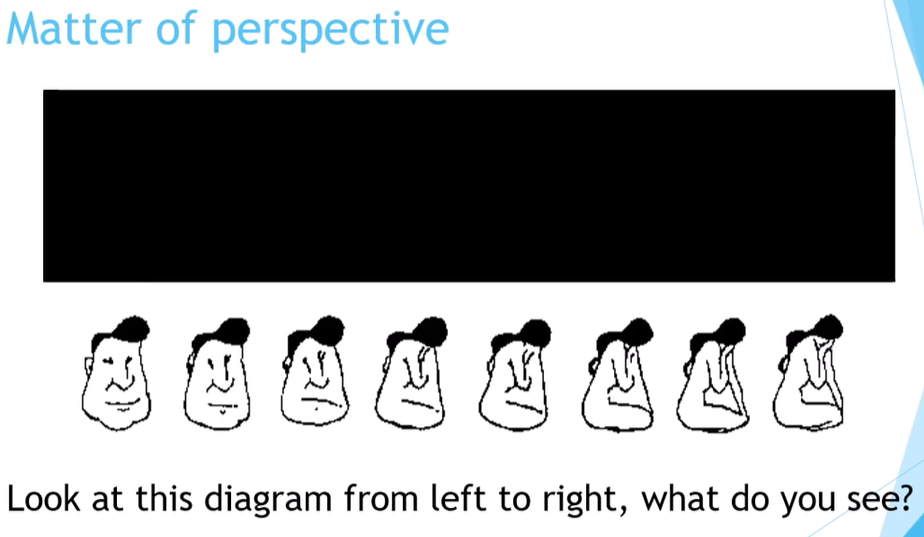 Matter of perspective
Look at this diagram from left to right, what do you see?